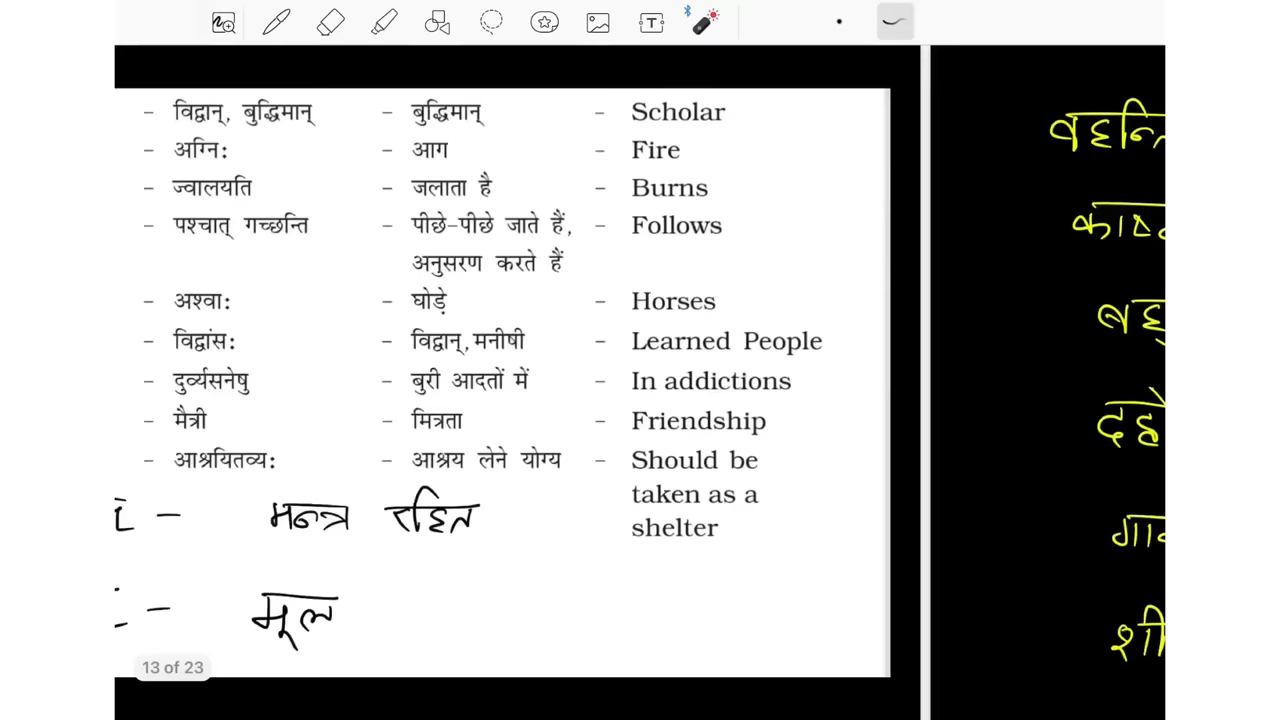 – विद्वान्, बुद्धिमान् – बुद्धिमान् – Scholar
– अग्नि: – आग – Fire
– ज्वालयति – जलाता है – Burns
– पश्चात् गच्छन्ति – पीछे-पीछे जाते हैं, – Follows
अनुसरण करते हैं
– अश्वा: – घोड़े – Horses
– विद्वांस: – विद्वान्, मनीषी – Learned People
– दुर्व्यसनेषु – बुरी आदतों में – In addictions
– मैत्री – मित्रता – Friendship
– आश्रयितव्य: – आश्रय लेने योग्य – Should be
taken as a
shelter
– मन्त्र रहित
– मूल
13 of 23
वहन्ति